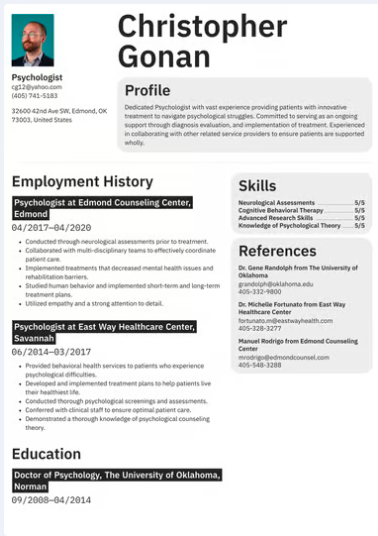 Christopher
Gonan
Psychologist
cg12@yahoo.com
(405) 741-5183
32600 42nd Ave SW, Edmond, OK
73003, United States
Profile
Dedicated Psychologist with vast experience providing patients with innovative
treatment to navigate psychological struggles. Committed to serving as an ongoing
support through diagnosis evaluation, and implementation of treatment. Experienced
in collaborating with other related service providers to ensure patients are supported
wholly.
Employment History
Psychologist at Edmond Counseling Center,
Edmond
04/2017–04/2020
• Conducted through neurological assessments prior to treatment.
• Collaborated with multi-disciplinary teams to effectively coordinate
patient care.
• Implemented treatments that decreased mental health issues and
rehabilitation barriers.
• Studied human behavior and implemented short-term and long-term
treatment plans.
• Utilized empathy and a strong attention to detail.
Psychologist at East Way Healthcare Center,
Savannah
06/2014–03/2017
• Provided behavioral health services to patients who experience
psychological difficulties.
• Developed and implemented treatment plans to help patients live
their healthiest life.
• Conducted thorough psychological screenings and assessments.
• Conferred with clinical staff to ensure optimal patient care.
• Demonstrated a thorough knowledge of psychological counseling
theory.
Education
Doctor of Psychology, The University of Oklahoma,
Norman
09/2008–04/2014
Skills
Neurological Assessments 5/5
Cognitive Behavioral Therapy 5/5
Advanced Research Skills 5/5
Knowledge of Psychological Theory 5/5
References
Dr. Gene Randolph from The University of
Oklahoma
grandolph@oklahoma.edu
405-332-9800
Dr. Michelle Fortunato from East Way
Healthcare Center
fortunato.m@eastwayhealth.com
405-328-3277
Manuel Rodrigo from Edmond Counseling
Center
mrodrigo@edmondcounsel.com
405-548-3288